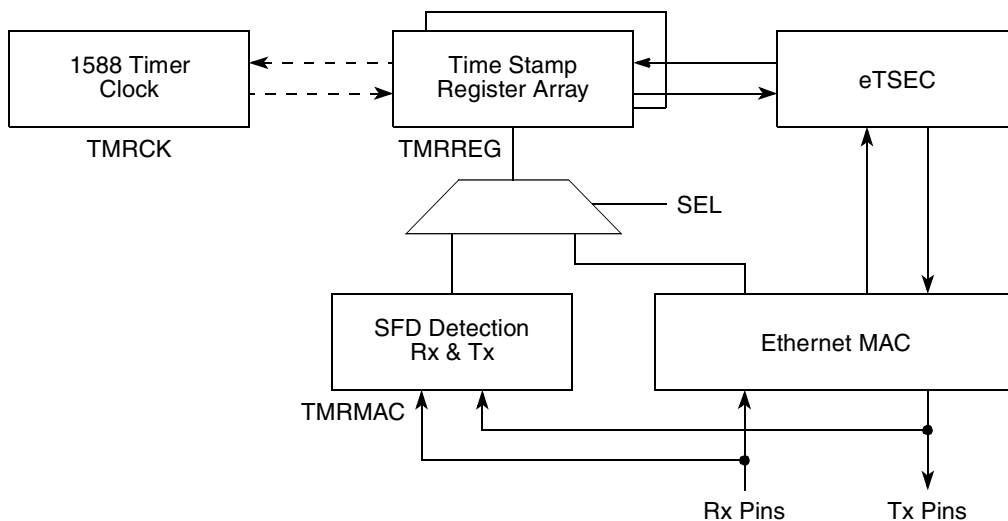 1588 Timer
Clock
Time Stamp
Register Array
eTSEC
TMRCK
TMRREG
SEL
SFD Detection
Rx & Tx
Ethernet MAC
TMRMAC
Rx Pins
Tx Pins